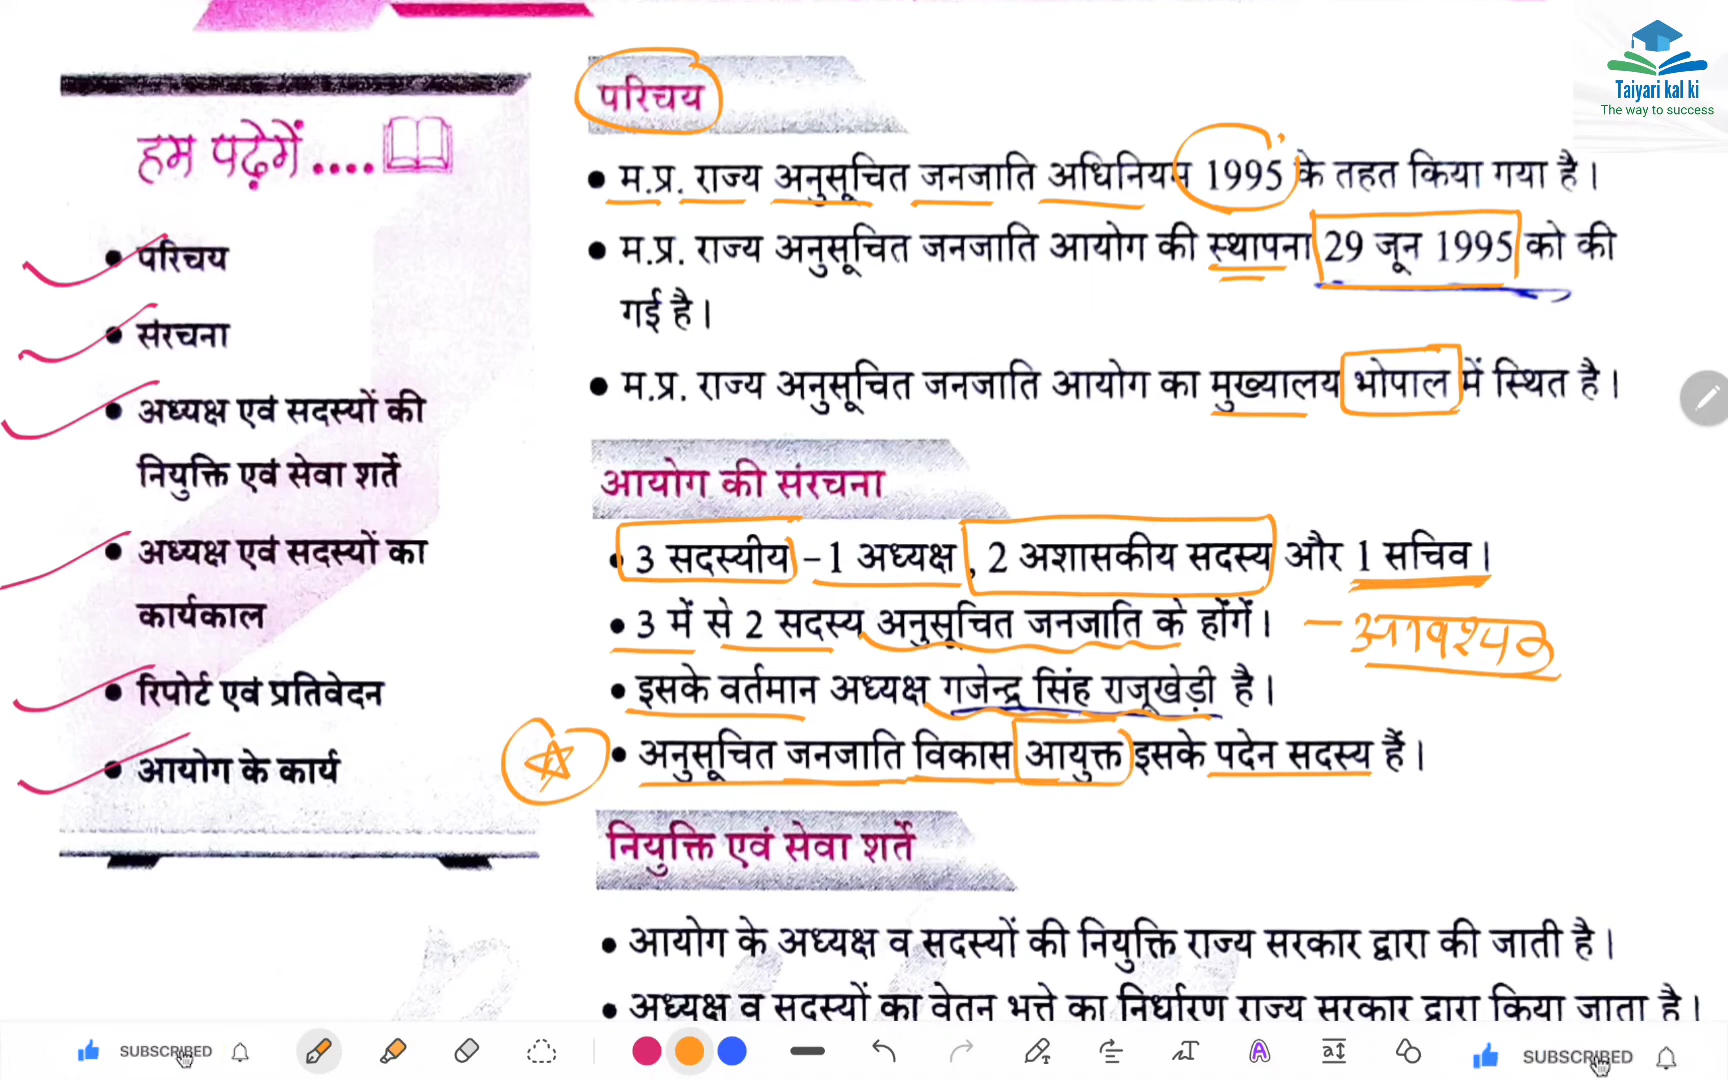 Taiyari kal ki
The way to success
हम पढ़ेगें ....
• परिचय
• संरचना
• अध्यक्ष एवं सदस्यों की
नियुक्ति एवं सेवा शर्ते
• अध्यक्ष एवं सदस्यों का
कार्यकाल
• रिपोर्ट एवं प्रतिवेदन
• आयोग के कार्य
परिचय
• म.प्र. राज्य अनुसूचित जनजाति अधिनियम 1995 के तहत किया गया है।
• म.प्र. राज्य अनुसूचित जनजाति आयोग की स्थापना 29 जून 1995 को की
गई है।
• म.प्र. राज्य अनुसूचित जनजाति आयोग का मुख्यालय भोपाल में स्थित है।
आयोग की संरचना
• 3 सदस्यीय – 1 अध्यक्ष , 2 अशासकीय सदस्य और 1 सचिव।
• 3 में से 2 सदस्य अनुसूचित जनजाति के होंगें। – आवश्यक
• इसके वर्तमान अध्यक्ष गजेन्द्र सिंह राजूखेड़ी है।
• अनुसूचित जनजाति विकास आयुक्त इसके पदेन सदस्य हैं।
नियुक्ति एवं सेवा शर्ते
• आयोग के अध्यक्ष व सदस्यों की नियुक्ति राज्य सरकार द्वारा की जाती है।
• अध्यक्ष व सदस्यों का वेतन भत्ते का निर्धारण राज्य सरकार द्वारा किया जाता है।
SUBSCRIBED
SUBSCRIBED